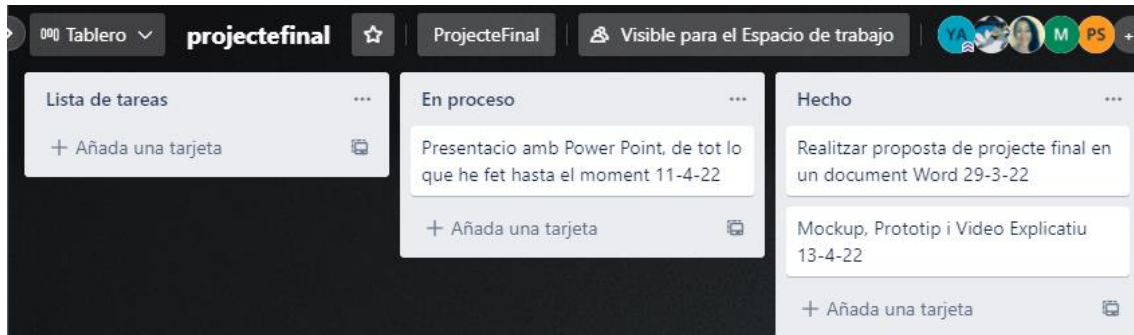 Tablero
projectefinal
ProjecteFinal
Visible para el Espacio de trabajo
YA
M
PS
+
Lista de tareas
+ Añada una tarjeta
En proceso
Presentacio amb Power Point, de tot lo
que he fet hasta el moment 11-4-22
+ Añada una tarjeta
Hecho
Realitzar proposta de projecte final en
un document Word 29-3-22
Mockup, Prototip i Video Explicatiu
13-4-22
+ Añada una tarjeta